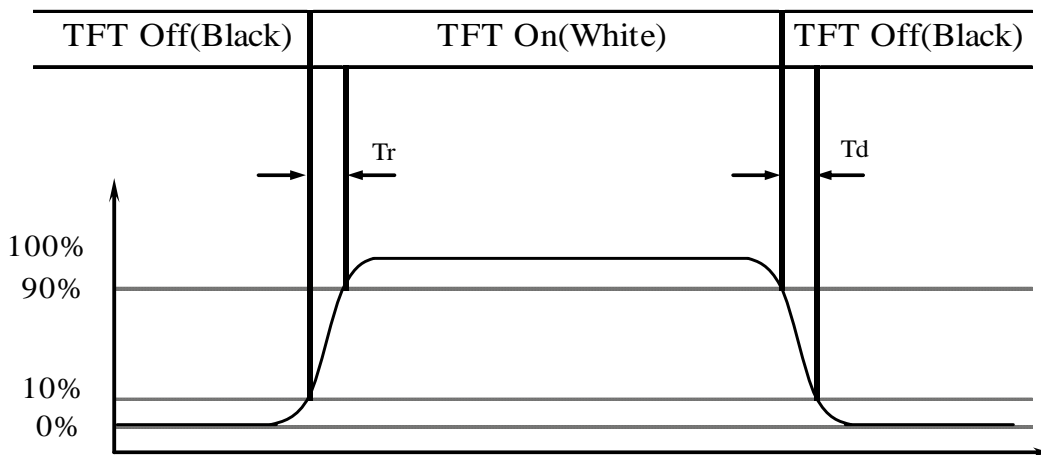 TFT Off(Black) TFT On(White) TFT Off(Black)
Tr Td
100%
90%
10%
0%